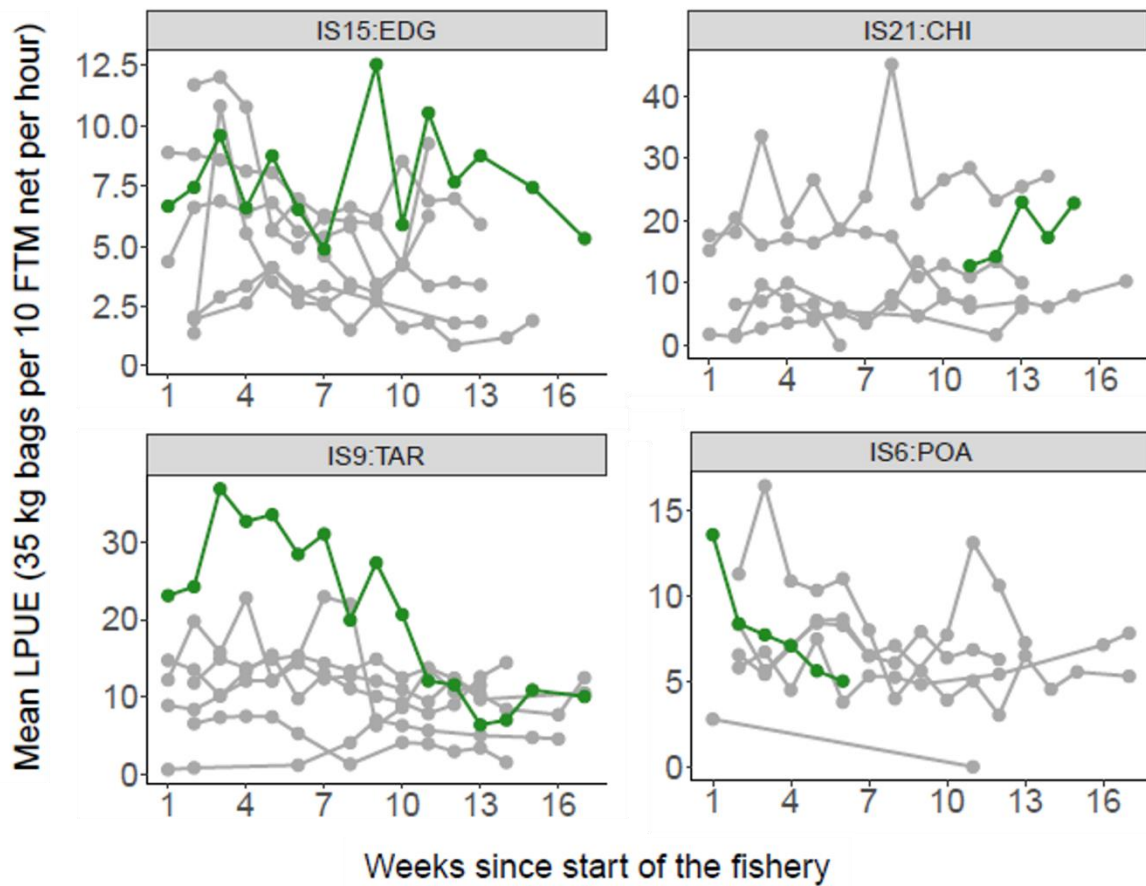 Mean LPUE (35 kg bags per 10 FTM net per hour)
IS15:EDG
12.5
10.0
7.5
5.0
2.5
0
1 4 7 10 13 16
IS21:CHI
40
30
20
10
0
1 4 7 10 13 16
IS9:TAR
30
20
10
0
1 4 7 10 13 16
IS6:POA
15
10
5
0
1 4 7 10 13 16
Weeks since start of the fishery